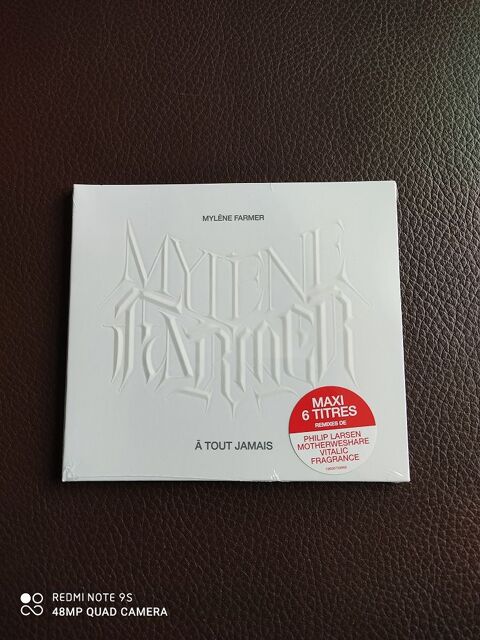 MYLÈNE FARMER
MYLÈNE
FARMER
MAXI
6 TITRES
REMIXES DE
PHILIP LARSEN
MOTHERWESHARE
VITALIC
FRAGRANCE
À TOUT JAMAIS
REDMI NOTE 9S
48MP QUAD CAMERA